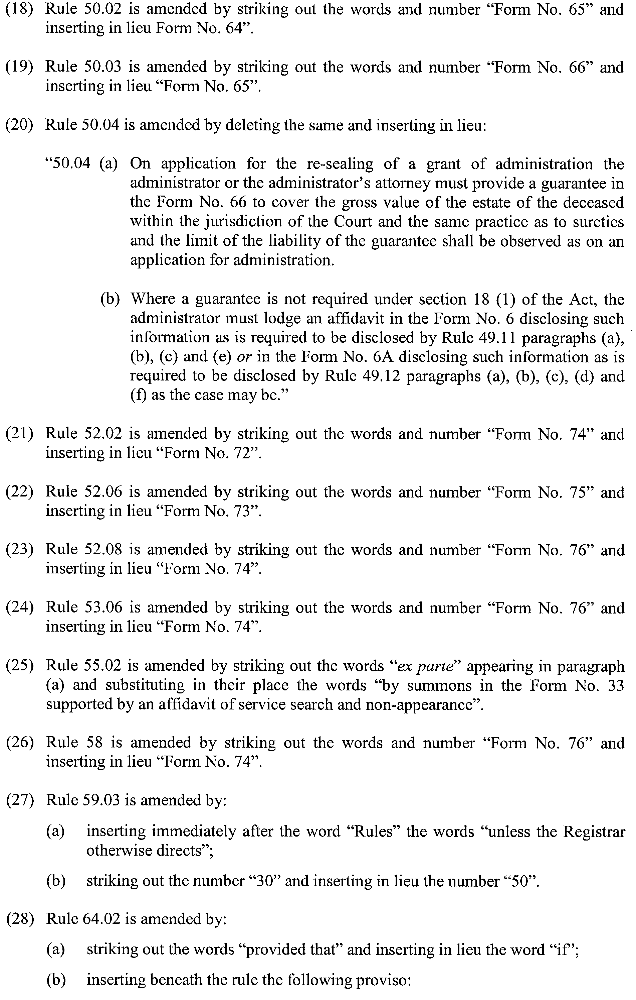 (18) Rule 50.02 is amended by striking out the words and number “Form No. 65” and
inserting in lieu Form No. 64”.
(19) Rule 50.03 is amended by striking out the words and number “Form No. 66” and
inserting in lieu “Form No. 65”.
(20) Rule 50.04 is amended by deleting the same and inserting in lieu:
“50.04 (a) On application for the re-sealing of a grant of administration the
administrator or the administrator’s attorney must provide a guarantee in
the Form No. 66 to cover the gross value of the estate of the deceased
within the jurisdiction of the Court and the same practice as to sureties
and the limit of the liability of the guarantee shall be observed as on an
application for administration.
(b) Where a guarantee is not required under section 18 (1) of the Act, the
administrator must lodge an affidavit in the Form No. 6 disclosing such
information as is required to be disclosed by Rule 49.11 paragraphs (a),
(b), (c) and (e) or in the Form No. 6A disclosing such information as is
required to be disclosed by Rule 49.12 paragraphs (a), (b), (c), (d) and
(f) as the case may be.”
(21) Rule 52.02 is amended by striking out the words and number “Form No. 74” and
inserting in lieu “Form No. 72”.
(22) Rule 52.06 is amended by striking out the words and number “Form No. 75” and
inserting in lieu “Form No. 73”.
(23) Rule 52.08 is amended by striking out the words and number “Form No. 76” and
inserting in lieu “Form No. 74”.
(24) Rule 53.06 is amended by striking out the words and number “Form No. 76” and
inserting in lieu “Form No. 74”.
(25) Rule 55.02 is amended by striking out the words “ex parte” appearing in paragraph
(a) and substituting in their place the words “by summons in the Form No. 33
supported by an affidavit of service search and non-appearance”.
(26) Rule 58 is amended by striking out the words and number “Form No. 76” and
inserting in lieu “Form No. 74”.
(27) Rule 59.03 is amended by:
(a) inserting immediately after the word “Rules” the words “unless the Registrar
otherwise directs”;
(b) striking out the number “30” and inserting in lieu the number “50”.
(28) Rule 64.02 is amended by:
(a) striking out the words “provided that” and inserting in lieu the word “if”;
(b) inserting beneath the rule the following proviso: